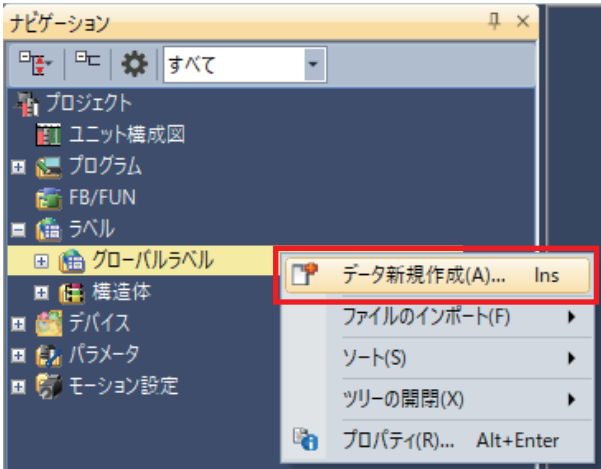 ナビゲーション
すべて
プロジェクト
ユニット構成図
プログラム
FB/FUN
ラベル
グローバルラベル
構造体
デバイス
パラメータ
モーション設定
データ新規作成(A)... Ins
ファイルのインポート(F)
ソート(S)
ツリーの開閉(X)
プロパティ(R)... Alt+Enter